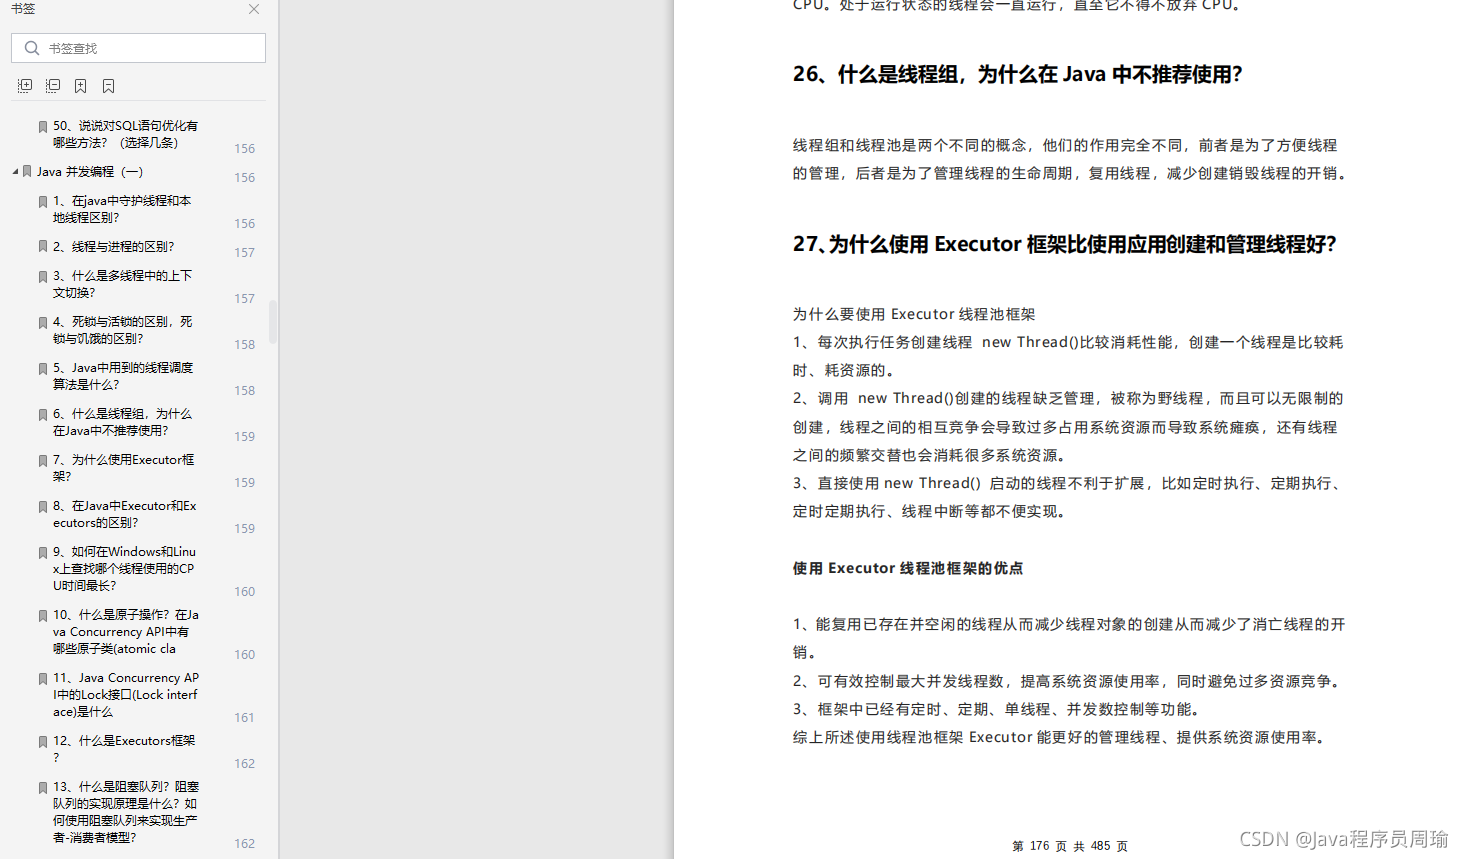 书签
书签查找
50、说说对SQL语句优化有
哪些方法？（选择几条）
156
Java 并发编程（一）
156
1、在java中守护线程和本
地线程区别？
156
2、线程与进程的区别？
157
3、什么是多线程中的上下
文切换？
157
4、死锁与活锁的区别，死
锁与饥饿的区别？
158
5、Java中用到的线程调度
算法是什么？
158
6、什么是线程组，为什么
在Java中不推荐使用？
159
7、为什么使用Executor框
架？
159
8、在Java中Executor和Ex
ecutors的区别？
159
9、如何在Windows和Linu
x上查找哪个线程使用的CP
U时间最长？
160
10、什么是原子操作？在Ja
va Concurrency API中有
哪些原子类(atomic cla
160
11、Java Concurrency AP
I中的Lock接口(Lock interf
ace)是什么
161
12、什么是Executors框架
？
162
13、什么是阻塞队列？阻塞
队列的实现原理是什么？如
何使用阻塞队列来实现生产
者-消费者模型？
162
CPU。处于运行状态的线程会一直运行，直至它不得不放弃 CPU。
26、什么是线程组，为什么在 Java 中不推荐使用？
线程组和线程池是两个不同的概念，他们的作用完全不同，前者是为了方便线程
的管理，后者是为了管理线程的生命周期，复用线程，减少创建销毁线程的开销。
27、为什么使用 Executor 框架比使用应用创建和管理线程好？
为什么要使用 Executor 线程池框架
1、每次执行任务创建线程 new Thread()比较消耗性能，创建一个线程是比较耗
时、耗资源的。
2、调用 new Thread()创建的线程缺乏管理，被称为野线程，而且可以无限制的
创建，线程之间的相互竞争会导致过多占用系统资源而导致系统瘫痪，还有线程
之间的频繁交替也会消耗很多系统资源。
3、直接使用 new Thread() 启动的线程不利于扩展，比如定时执行、定期执行、
定时定期执行、线程中断等都不便实现。
使用 Executor 线程池框架的优点
1、能复用已存在并空闲的线程从而减少线程对象的创建从而减少了消亡线程的开
销。
2、可有效控制最大并发线程数，提高系统资源使用率，同时避免过多资源竞争。
3、框架中已经有定时、定期、单线程、并发数控制等功能。
综上所述使用线程池框架 Executor 能更好的管理线程、提供系统资源使用率。
第 176 页 共 485 页
CSDN @Java程序员周瑜